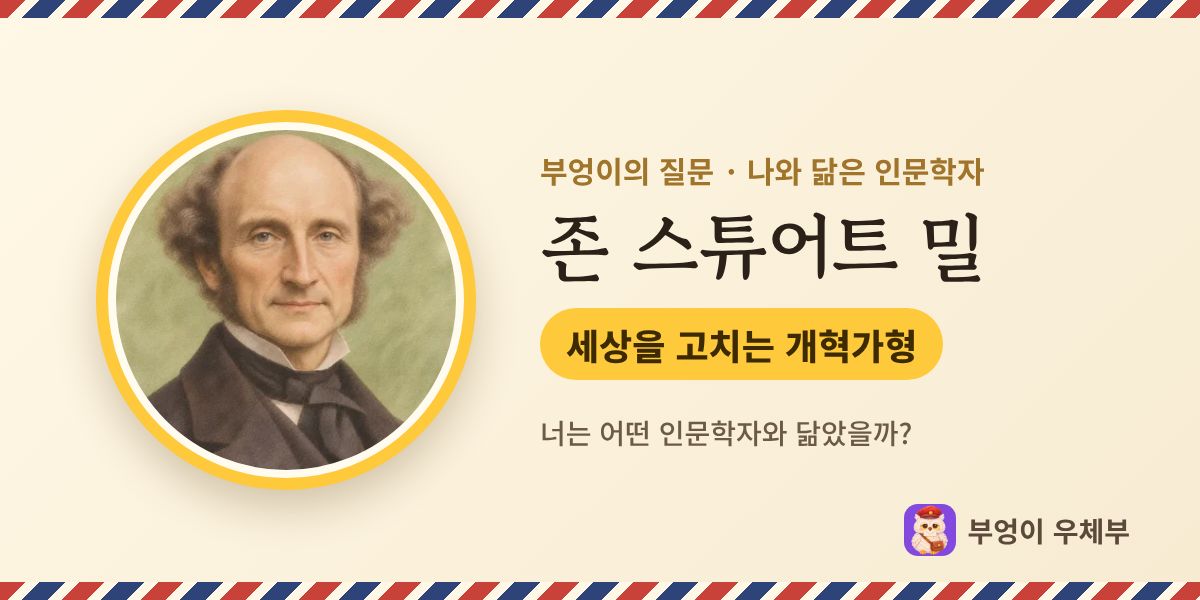 부엉이의 질문 · 나와 닮은 인문학자
존 스튜어트 밀
세상을 고치는 개혁가형
너는 어떤 인문학자와 닮았을까?
부엉이 우체부